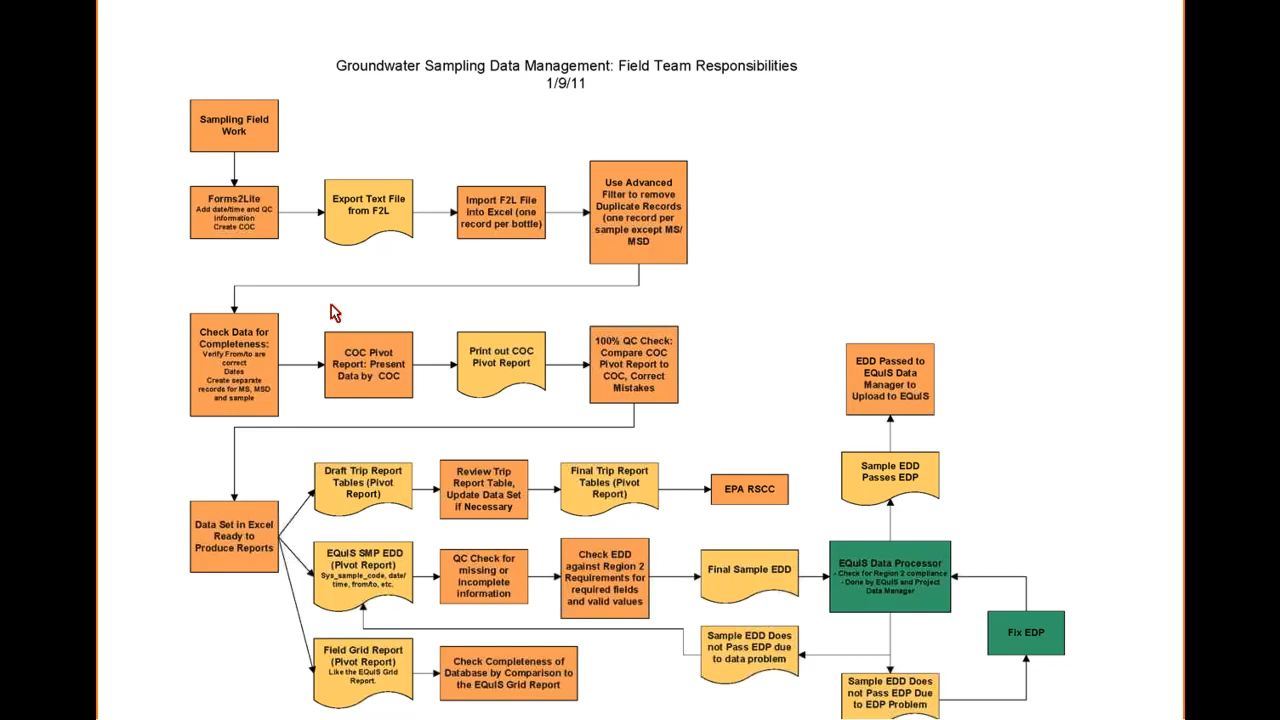 Groundwater Sampling Data Management: Field Team Responsibilities
1/9/11
Sampling Field
Work
Forms2Lite
Add date/time and QC
information
Create COC
Export Text File
from F2L
Import F2L File
Into Excel (one
record per bottle)
Use Advanced
Filter to remove
Duplicate Records
(one record per
sample except MS/
MSD
Check Data for
Completeness:
Verify From/to are
correct
Dates
Create separate
records for MS, MSD
and sample
COC Pivot
Report: Present
Data by COC
Print out COC
Pivot Report
100% QC Check:
Compare COC
Pivot Report to
COC, Correct
Mistakes
EDD Passed to
EQuIS Data
Manager to
Upload to EQuIS
Sample EDD
Passes EDP
Data Set in Excel
Ready to
Produce Reports
Draft Trip Report
Tables (Pivot
Report)
Review Trip
Report Table,
Update Data Set
if Necessary
Final Trip Report
Tables (Pivot
Report)
EPA RSCC
EQuIS SMP EDD
(Pivot Report)
Sys_sample_code, date/
time, from/to, etc.
QC Check for
missing or
incomplete
information
Check EDD
against Region 2
Requirements for
required fields
and valid values
Final Sample EDD
EQuIS Data Processor
- Check for Region 2 compliance
- Done by EQuIS and Project
Data Manager
Fix EDP
Field Grid Report
(Pivot Report)
Like the EQuIS Grid
Report.
Check Completeness of
Database by Comparison to
the EQuIS Grid Report
Sample EDD Does
not Pass EDP due
to data problem
Sample EDD Does
not Pass EDP Due
to EDP Problem